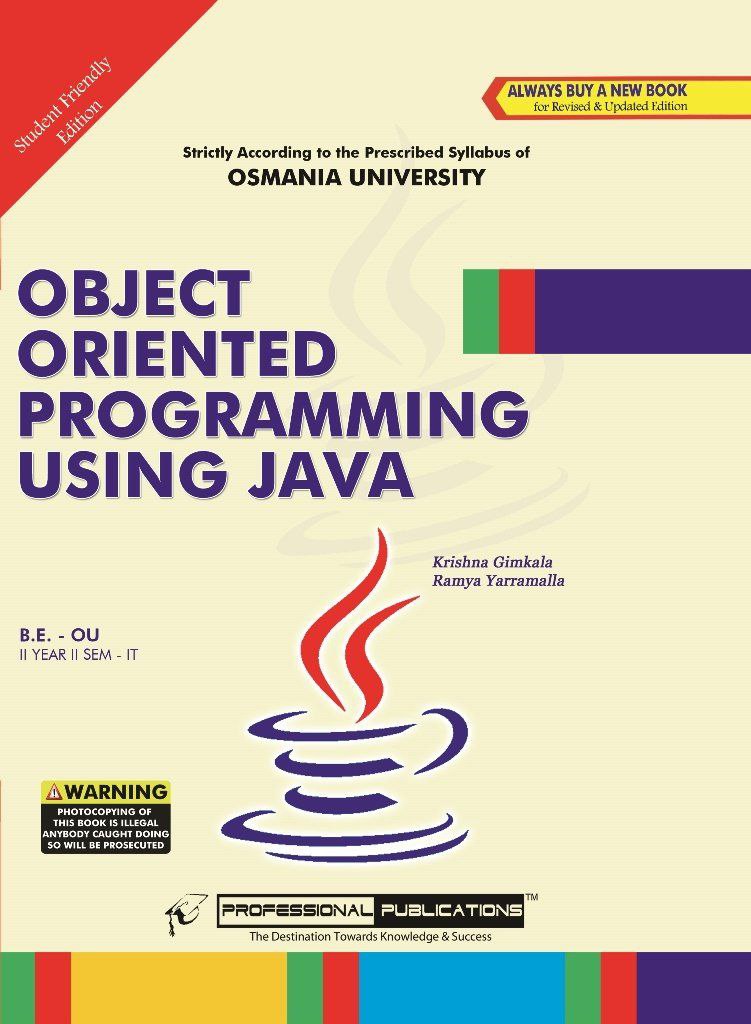 Student Friendly
Edition
ALWAYS BUY A NEW BOOK
for Revised & Updated Edition
Strictly According to the Prescribed Syllabus of
OSMANIA UNIVERSITY
OBJECT
ORIENTED
PROGRAMMING
USING JAVA
Krishna Gimkala
Ramya Yarramalla
B.E. - OU
II YEAR II SEM - IT
WARNING
PHOTOCOPYING OF
THIS BOOK IS ILLEGAL
ANYBODY CAUGHT DOING
SO WILL BE PROSECUTED
PROFESSIONAL PUBLICATIONS™
The Destination Towards Knowledge & Success